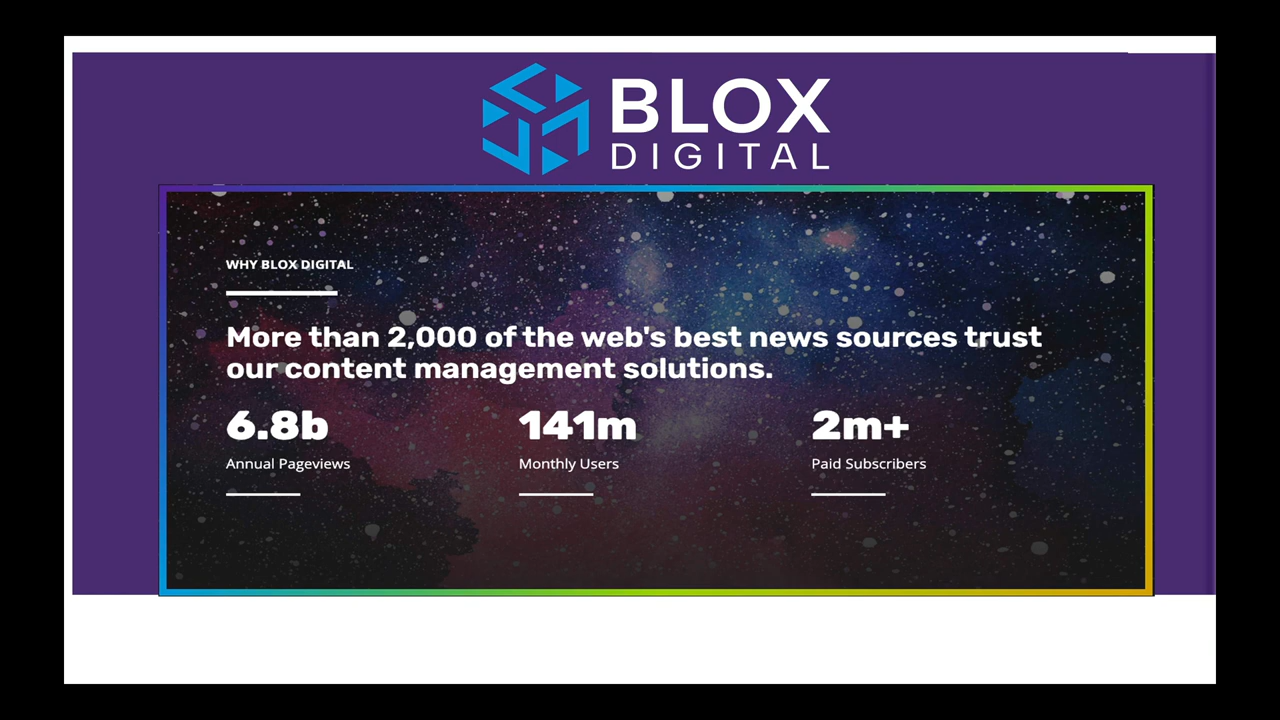 BLOX
DIGITAL
WHY BLOX DIGITAL
More than 2,000 of the web's best news sources trust
our content management solutions.
6.8b 141m 2m+
Annual Pageviews Monthly Users Paid Subscribers